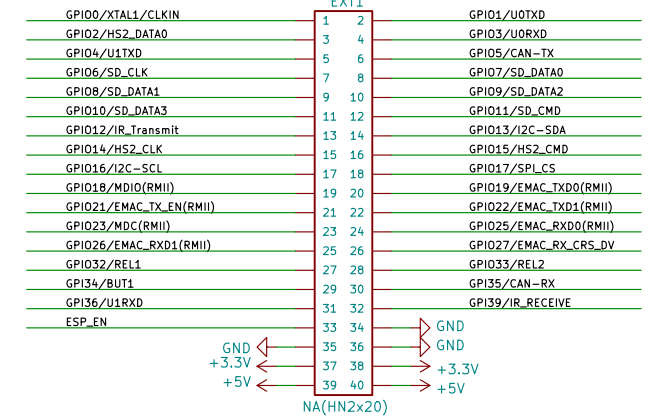 EXT1
GPIO0/XTAL1/CLKIN 1 2 GPIO1/U0TXD
GPIO2/HS2_DATA0 3 4 GPIO3/U0RXD
GPIO4/U1TXD 5 6 GPIO5/CAN-TX
GPIO6/SD_CLK 7 8 GPIO7/SD_DATA0
GPIO8/SD_DATA1 9 10 GPIO9/SD_DATA2
GPIO10/SD_DATA3 11 12 GPIO11/SD_CMD
GPIO12/IR_Transmit 13 14 GPIO13/I2C-SDA
GPIO14/HS2_CLK 15 16 GPIO15/HS2_CMD
GPIO16/I2C-SCL 17 18 GPIO17/SPI_CS
GPIO18/MDIO(RMII) 19 20 GPIO19/EMAC_TXD0(RMII)
GPIO21/EMAC_TX_EN(RMII) 21 22 GPIO22/EMAC_TXD1(RMII)
GPIO23/MDC(RMII) 23 24 GPIO25/EMAC_RXD0(RMII)
GPIO26/EMAC_RXD1(RMII) 25 26 GPIO27/EMAC_RX_CRS_DV
GPIO32/REL1 27 28 GPIO33/REL2
GPI34/BUT1 29 30 GPI35/CAN-RX
GPI36/U1RXD 31 32 GPI39/IR_RECEIVE
ESP_EN 33 34 GND
GND 35 36 GND
+3.3V 37 38 +3.3V
+5V 39 40 +5V
NA(HN2x20)